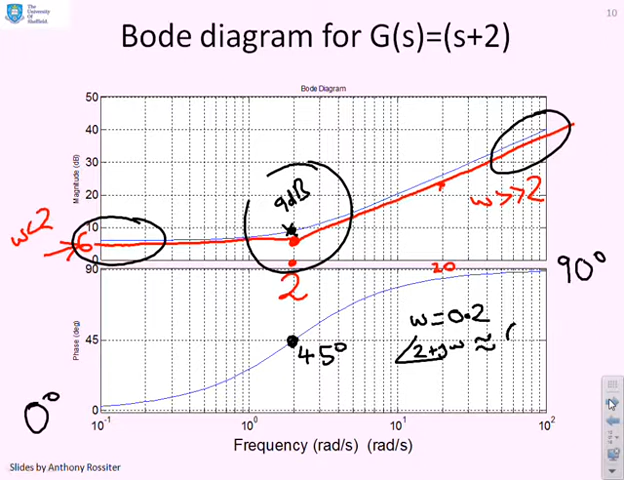 The
University
Of
Sheffield.
10
Bode diagram for G(s)=(s+2)
Bode Diagram
Magnitude (dB)
50
40
30
20
10
0
9dB
w<2
6
w>>2
2
20
Phase (deg)
90
45
0
90°
45°
0°
w=0.2
∠2+jw ≈ (
10^-1
10^0
10^1
10^2
Frequency (rad/s) (rad/s)
Slides by Anthony Rossiter